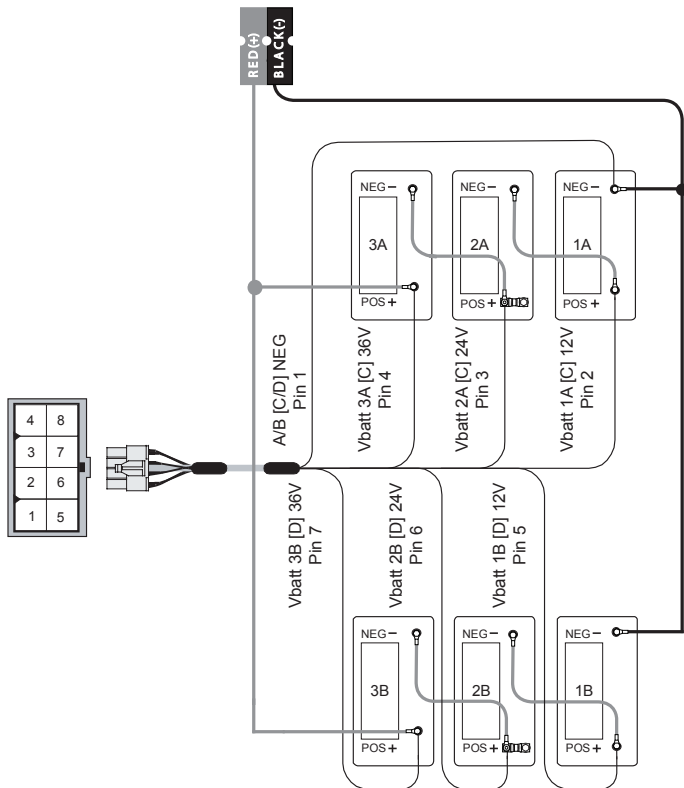 RED(+)
BLACK(-)
NEG −
NEG −
NEG −
3A
2A
1A
POS +
POS +
POS +
A/B [C/D] NEG
Pin 1
Vbatt 3A [C] 36V
Pin 4
Vbatt 2A [C] 24V
Pin 3
Vbatt 1A [C] 12V
Pin 2
4 8
3 7
2 6
1 5
Vbatt 3B [D] 36V
Pin 7
Vbatt 2B [D] 24V
Pin 6
Vbatt 1B [D] 12V
Pin 5
NEG −
NEG −
NEG −
3B
2B
1B
POS +
POS +
POS +